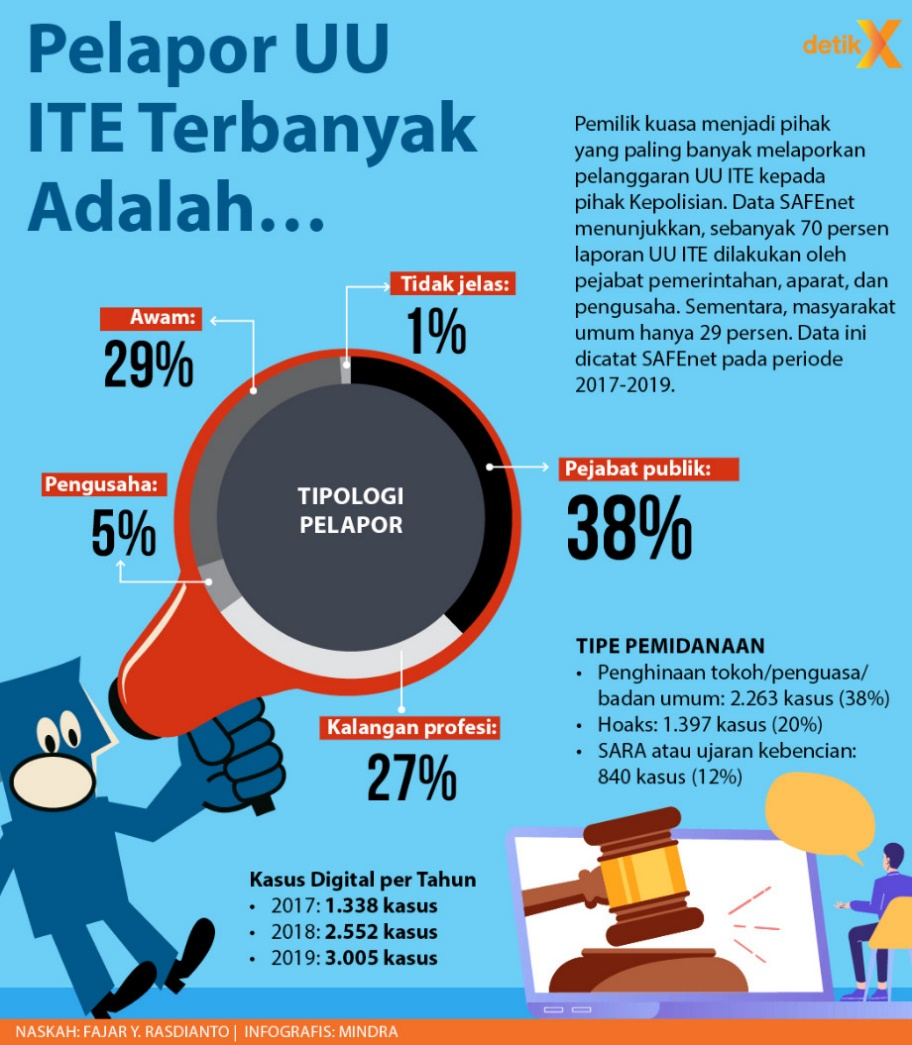 Pelapor UU
ITE Terbanyak
Adalah...
detikX
Pemilik kuasa menjadi pihak
yang paling banyak melaporkan
pelanggaran UU ITE kepada
pihak Kepolisian. Data SAFEnet
menunjukkan, sebanyak 70 persen
laporan UU ITE dilakukan oleh
pejabat pemerintahan, aparat, dan
pengusaha. Sementara, masyarakat
umum hanya 29 persen. Data ini
dicatat SAFEnet pada periode
2017-2019.
Tidak jelas:
1%
Awam:
29%
Pengusaha:
5%
TIPOLOGI
PELAPOR
Pejabat publik:
38%
Kalangan profesi:
27%
TIPE PEMIDANAAN
• Penghinaan tokoh/penguasa/
badan umum: 2.263 kasus (38%)
• Hoaks: 1.397 kasus (20%)
• SARA atau ujaran kebencian:
840 kasus (12%)
Kasus Digital per Tahun
• 2017: 1.338 kasus
• 2018: 2.552 kasus
• 2019: 3.005 kasus
NASKAH: FAJAR Y. RASDIANTO | INFOGRAFIS: MINDRA